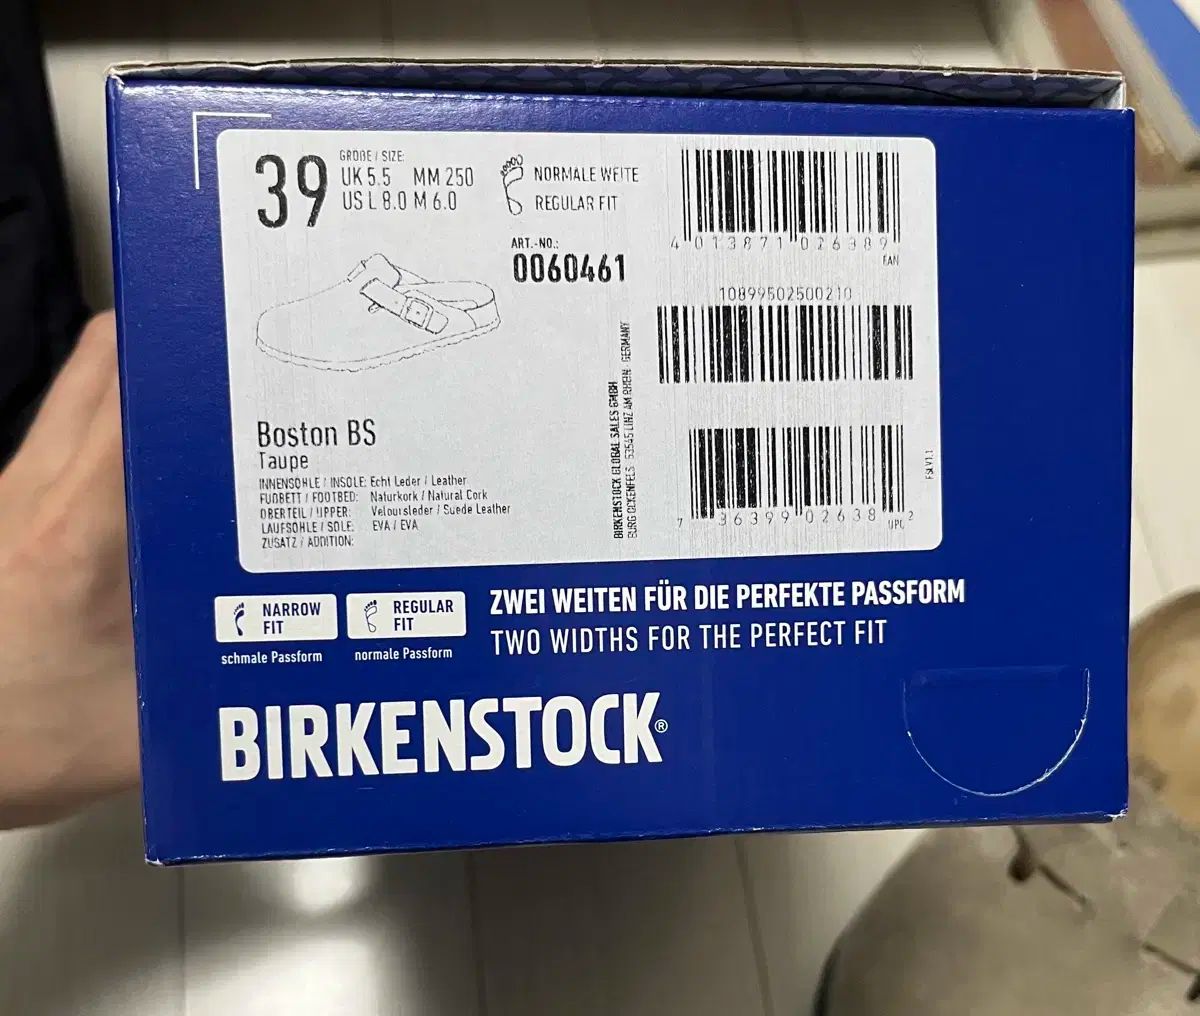 39
GRÖßE / SIZE:
UK 5.5 MM 250
US L 8.0 M 6.0
NORMALE WEITE
REGULAR FIT
ART.-NO.:
0060461
4 013871 026389
EAN
10899502500210
7 36399 02638 2
UPC
FSLV1.1
BIRKENSTOCK GLOBAL SALES GMBH
BURG OCKENFELS 53545 LINZ AM RHEIN GERMANY
Boston BS
Taupe
INNENSOHLE / INSOLE: Echt Leder / Leather
FUßBETT / FOOTBED: Naturkork / Natural Cork
OBERTEIL / UPPER: Veloursleder / Suede Leather
LAUFSOHLE / SOLE: EVA / EVA
ZUSATZ / ADDITION:
NARROW
FIT
schmale Passform
REGULAR
FIT
normale Passform
ZWEI WEITEN FÜR DIE PERFEKTE PASSFORM
TWO WIDTHS FOR THE PERFECT FIT
BIRKENSTOCK®